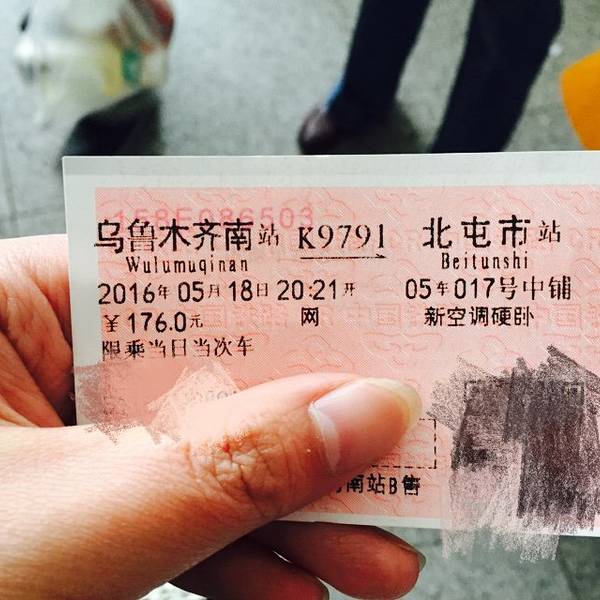 158E086503
乌鲁木齐南站 K9791 北屯市站
Wulumuqinan Beitunshi
2016年05月18日20:21开 05车017号中铺
¥176.0元 网 新空调硬卧
限乘当日当次车
南站B售